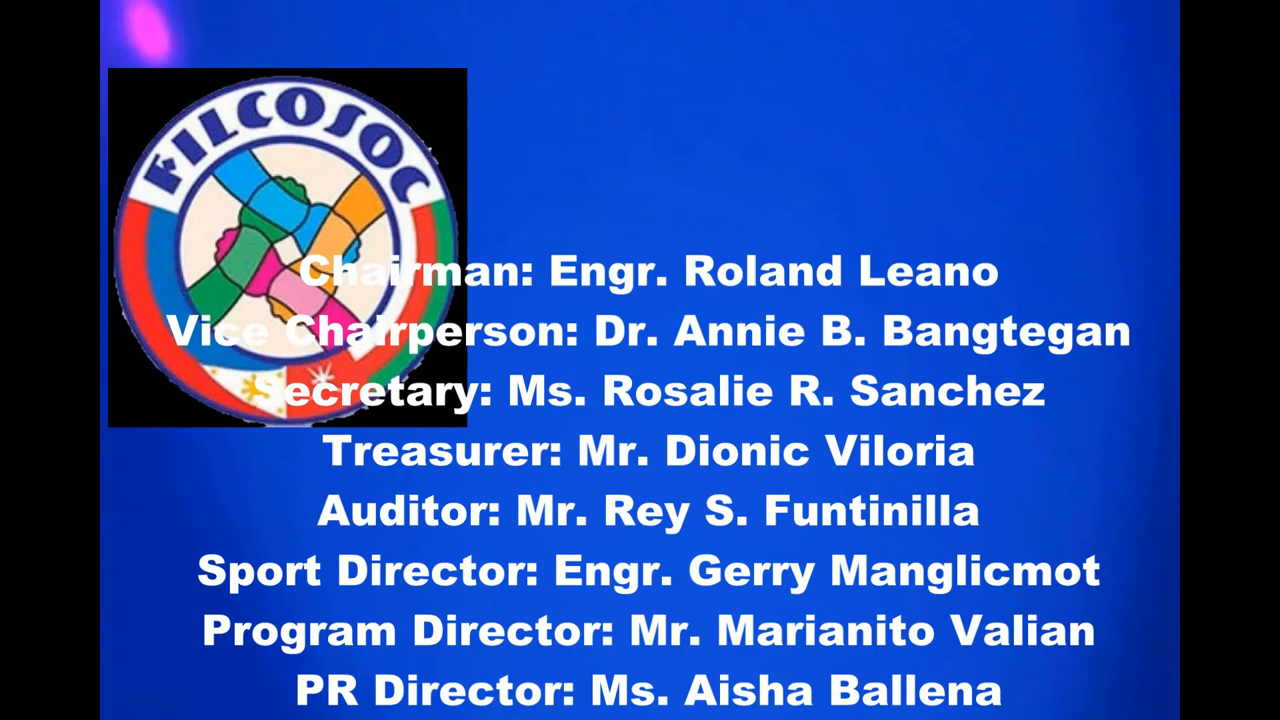 FILCOSOC
Chairman: Engr. Roland Leano
Vice Chairperson: Dr. Annie B. Bangtegan
Secretary: Ms. Rosalie R. Sanchez
Treasurer: Mr. Dionic Viloria
Auditor: Mr. Rey S. Funtinilla
Sport Director: Engr. Gerry Manglicmot
Program Director: Mr. Marianito Valian
PR Director: Ms. Aisha Ballena